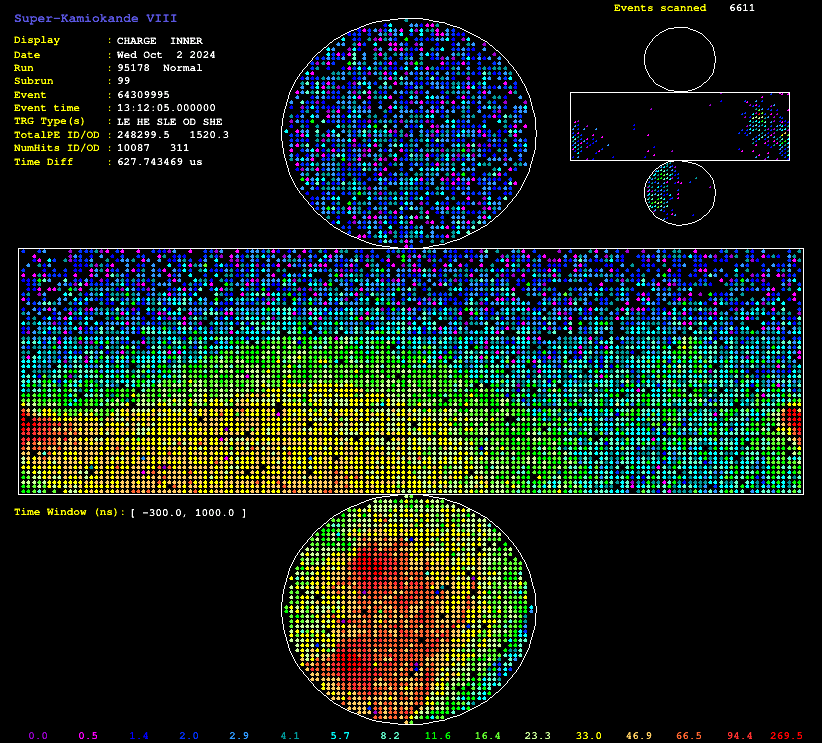 Super-Kamiokande VIII
Events scanned 6611
Display : CHARGE INNER
Date : Wed Oct 2 2024
Run : 95178 Normal
Subrun : 99
Event : 64309995
Event time : 13:12:05.000000
TRG Type(s) : LE HE SLE OD SHE
TotalPE ID/OD : 248299.5 1520.3
NumHits ID/OD : 10087 311
Time Diff : 627.743469 us
Time Window (ns): [ -300.0, 1000.0 ]
0.0 0.5 1.4 2.0 2.9 4.1 5.7 8.2 11.6 16.4 23.3 33.0 46.9 66.5 94.4 269.5